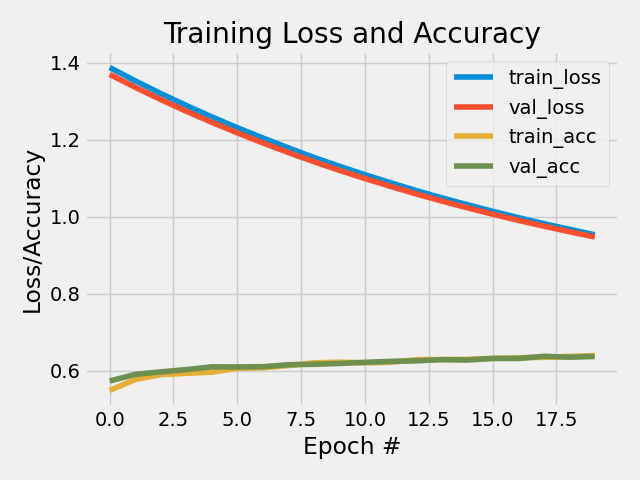 Training Loss and Accuracy
train_loss
val_loss
train_acc
val_acc
1.4
1.2
1.0
0.8
0.6
Loss/Accuracy
0.0 2.5 5.0 7.5 10.0 12.5 15.0 17.5
Epoch #